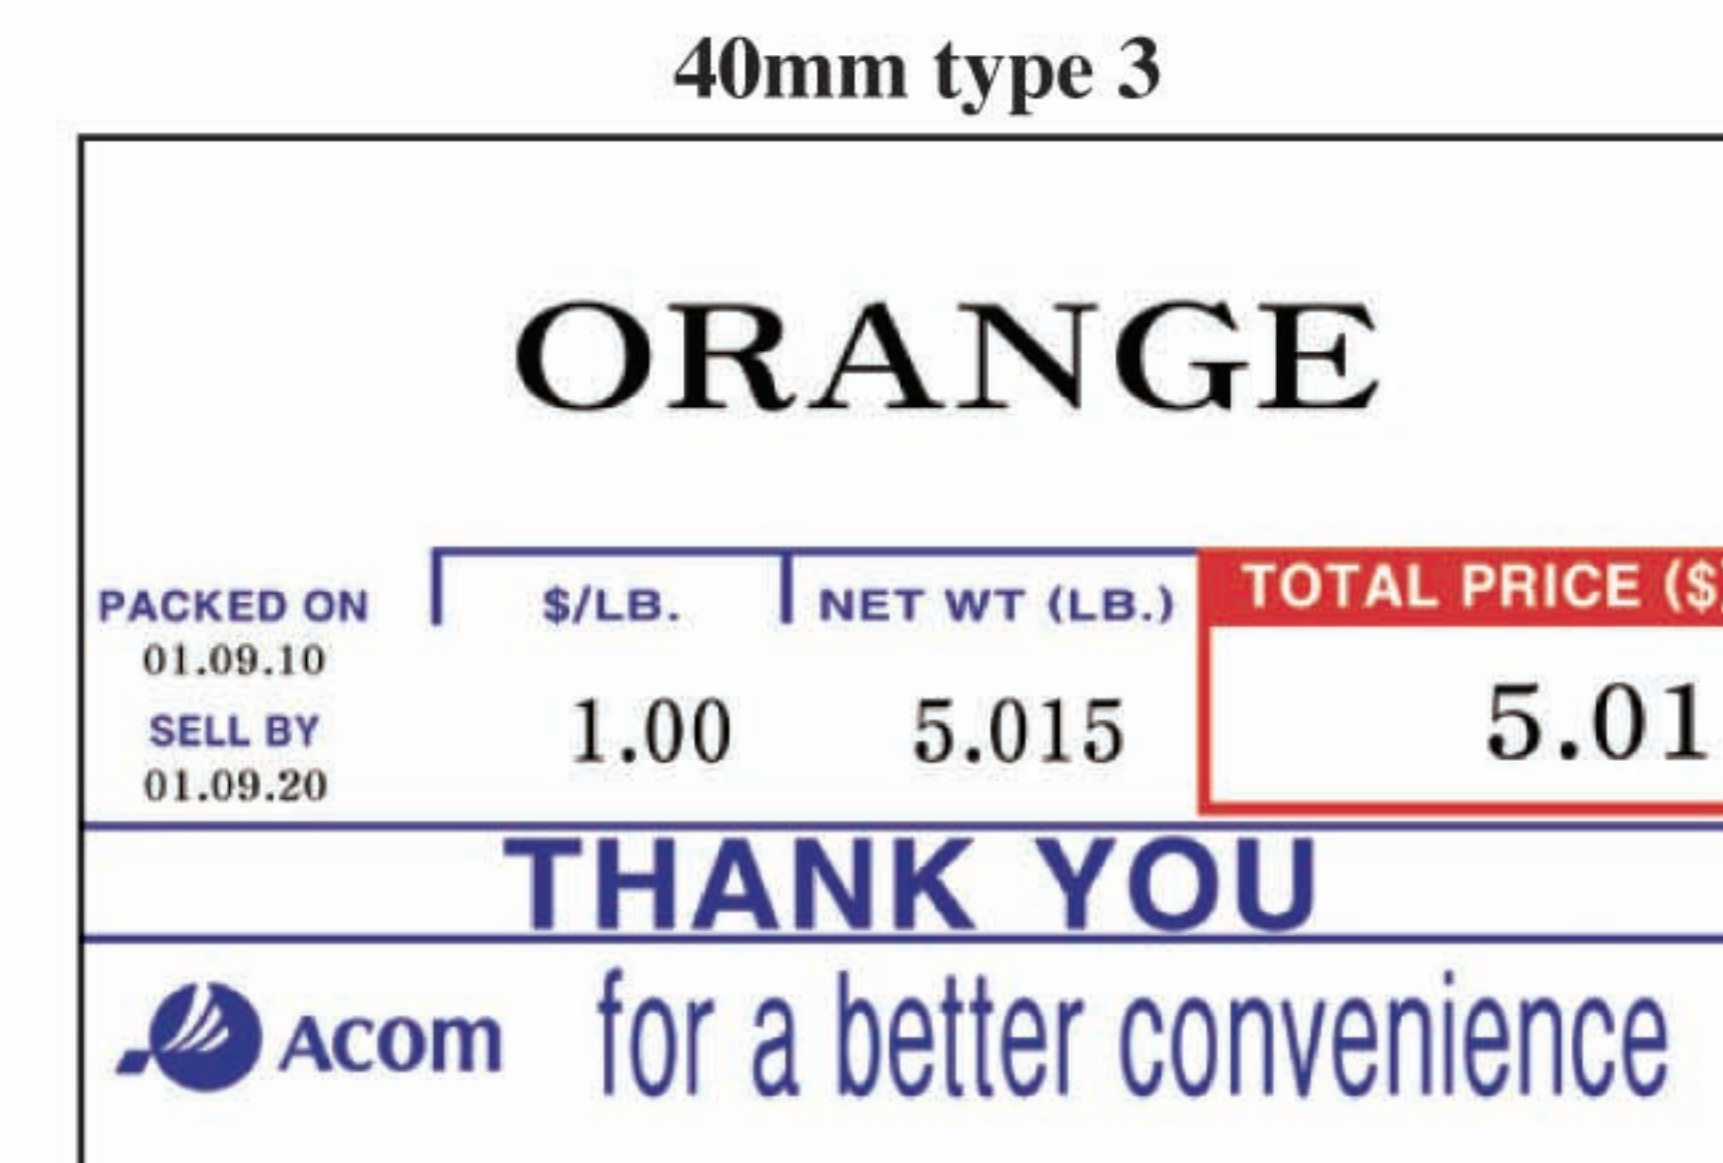 40mm type 3
ORANGE
PACKED ON
01.09.10
SELL BY
01.09.20
$/LB.
1.00
NET WT (LB.)
5.015
TOTAL PRICE ($
5.01
THANK YOU
ACOM
for a better convenience